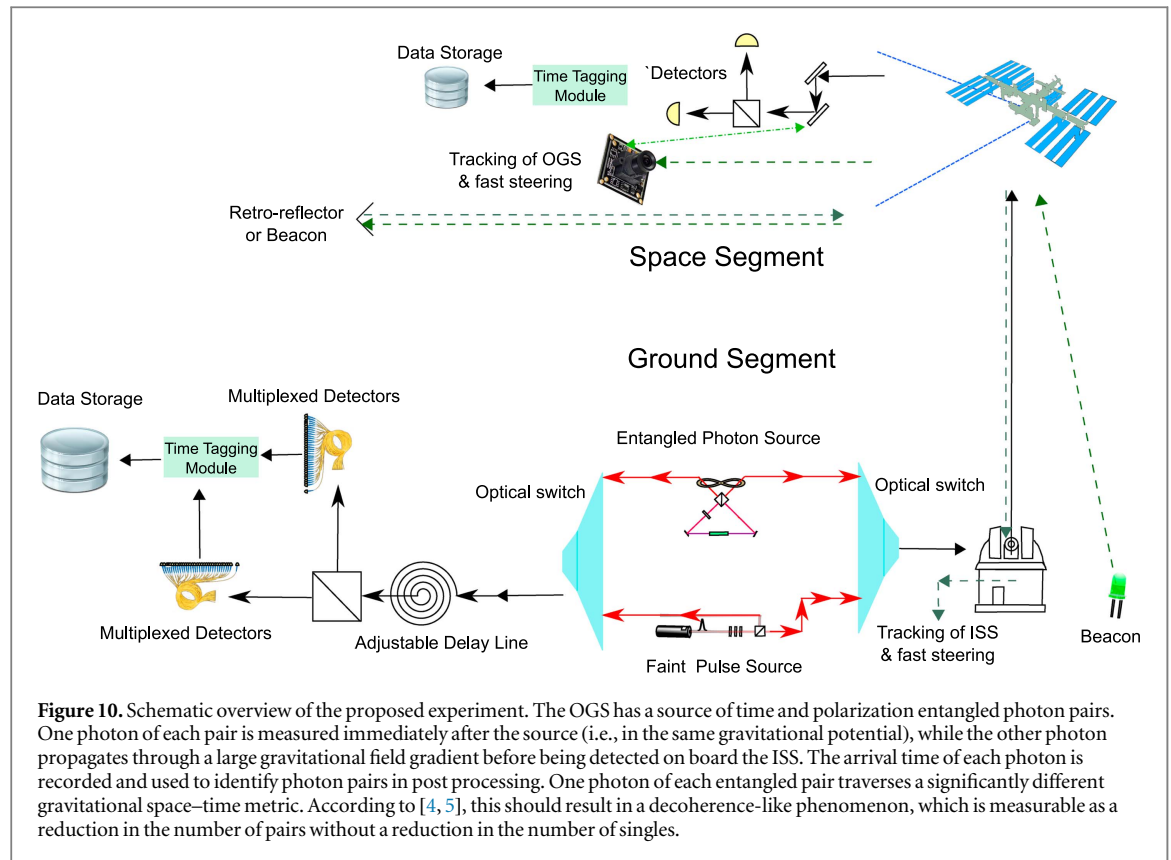 Data Storage
Time Tagging
Module
`Detectors
Tracking of OGS
& fast steering
Retro-reflector
or Beacon
Space Segment
Ground Segment
Data Storage
Multiplexed Detectors
Time Tagging
Module
Entangled Photon Source
Optical switch
Optical switch
Multiplexed Detectors
Adjustable Delay Line
Faint Pulse Source
Tracking of ISS
& fast steering
Beacon
Figure 10. Schematic overview of the proposed experiment. The OGS has a source of time and polarization entangled photon pairs.
One photon of each pair is measured immediately after the source (i.e., in the same gravitational potential), while the other photon
propagates through a large gravitational field gradient before being detected on board the ISS. The arrival time of each photon is
recorded and used to identify photon pairs in post processing. One photon of each entangled pair traverses a significantly different
gravitational space–time metric. According to [4, 5], this should result in a decoherence-like phenomenon, which is measurable as a
reduction in the number of pairs without a reduction in the number of singles.